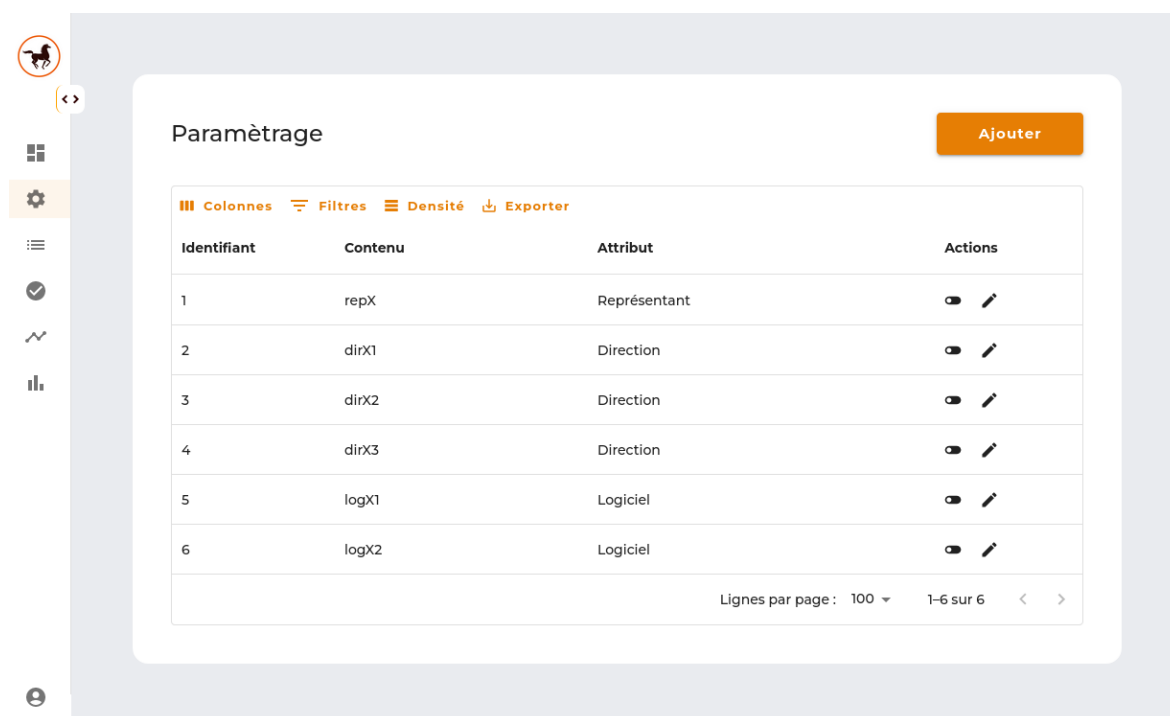 Paramètrage
Ajouter
Colonnes Filtres Densité Exporter
Identifiant Contenu Attribut Actions
1 repX Représentant
2 dirX1 Direction
3 dirX2 Direction
4 dirX3 Direction
5 logX1 Logiciel
6 logX2 Logiciel
Lignes par page : 100 1–6 sur 6